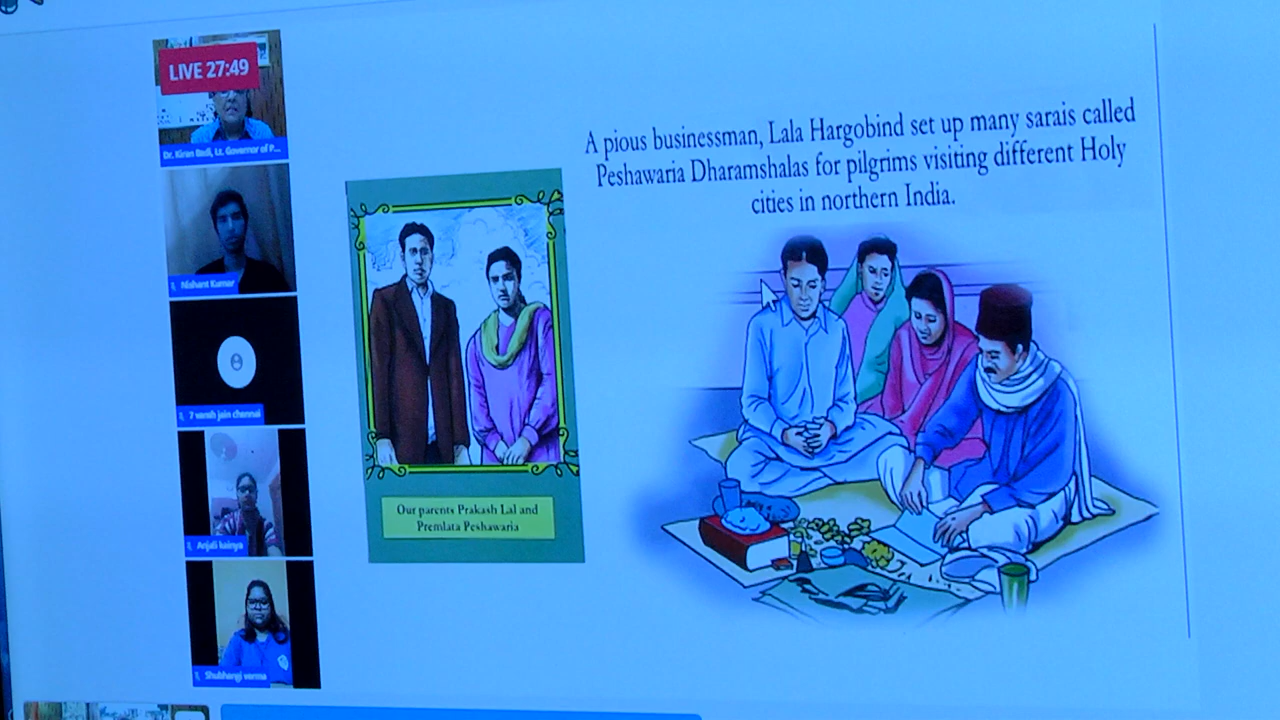 LIVE 27:49
Dr. Kiran Bedi, Lt. Governor of P...
Nishant Kumar
7 varsh jain chennai
Anjali kainya
Shubhangi verma
Our parents Prakash Lal and
Premlata Peshawaria
A pious businessman, Lala Hargobind set up many sarais called
Peshawaria Dharamshalas for pilgrims visiting different Holy
cities in northern India.